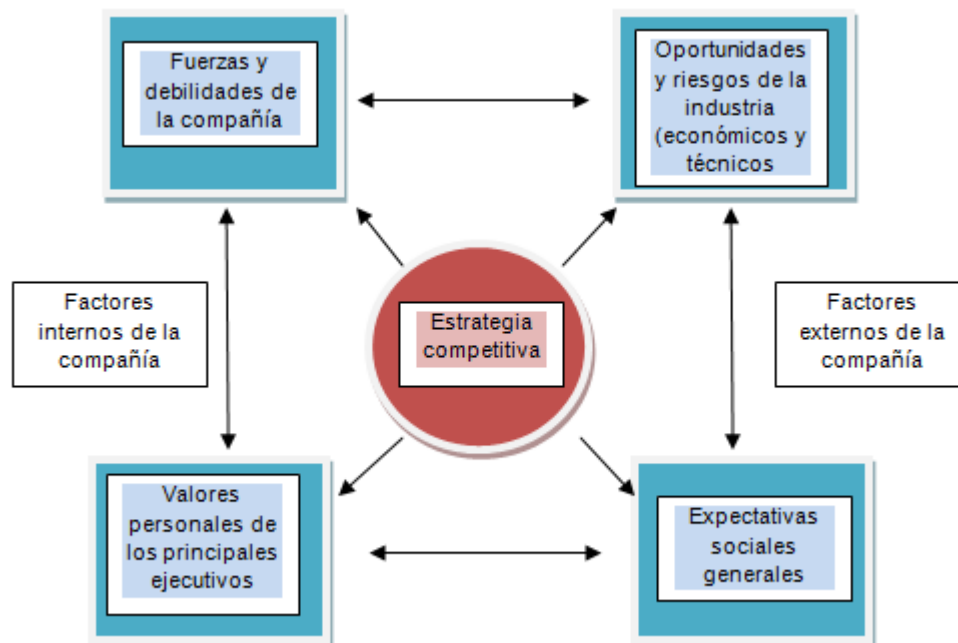 Fuerzas y
debilidades de
la compañía
Oportunidades
y riesgos de la
industria
(económicos y
técnicos
Factores
internos de la
compañía
Estrategia
competitiva
Factores
externos de la
compañía
Valores
personales de
los principales
ejecutivos
Expectativas
sociales
generales